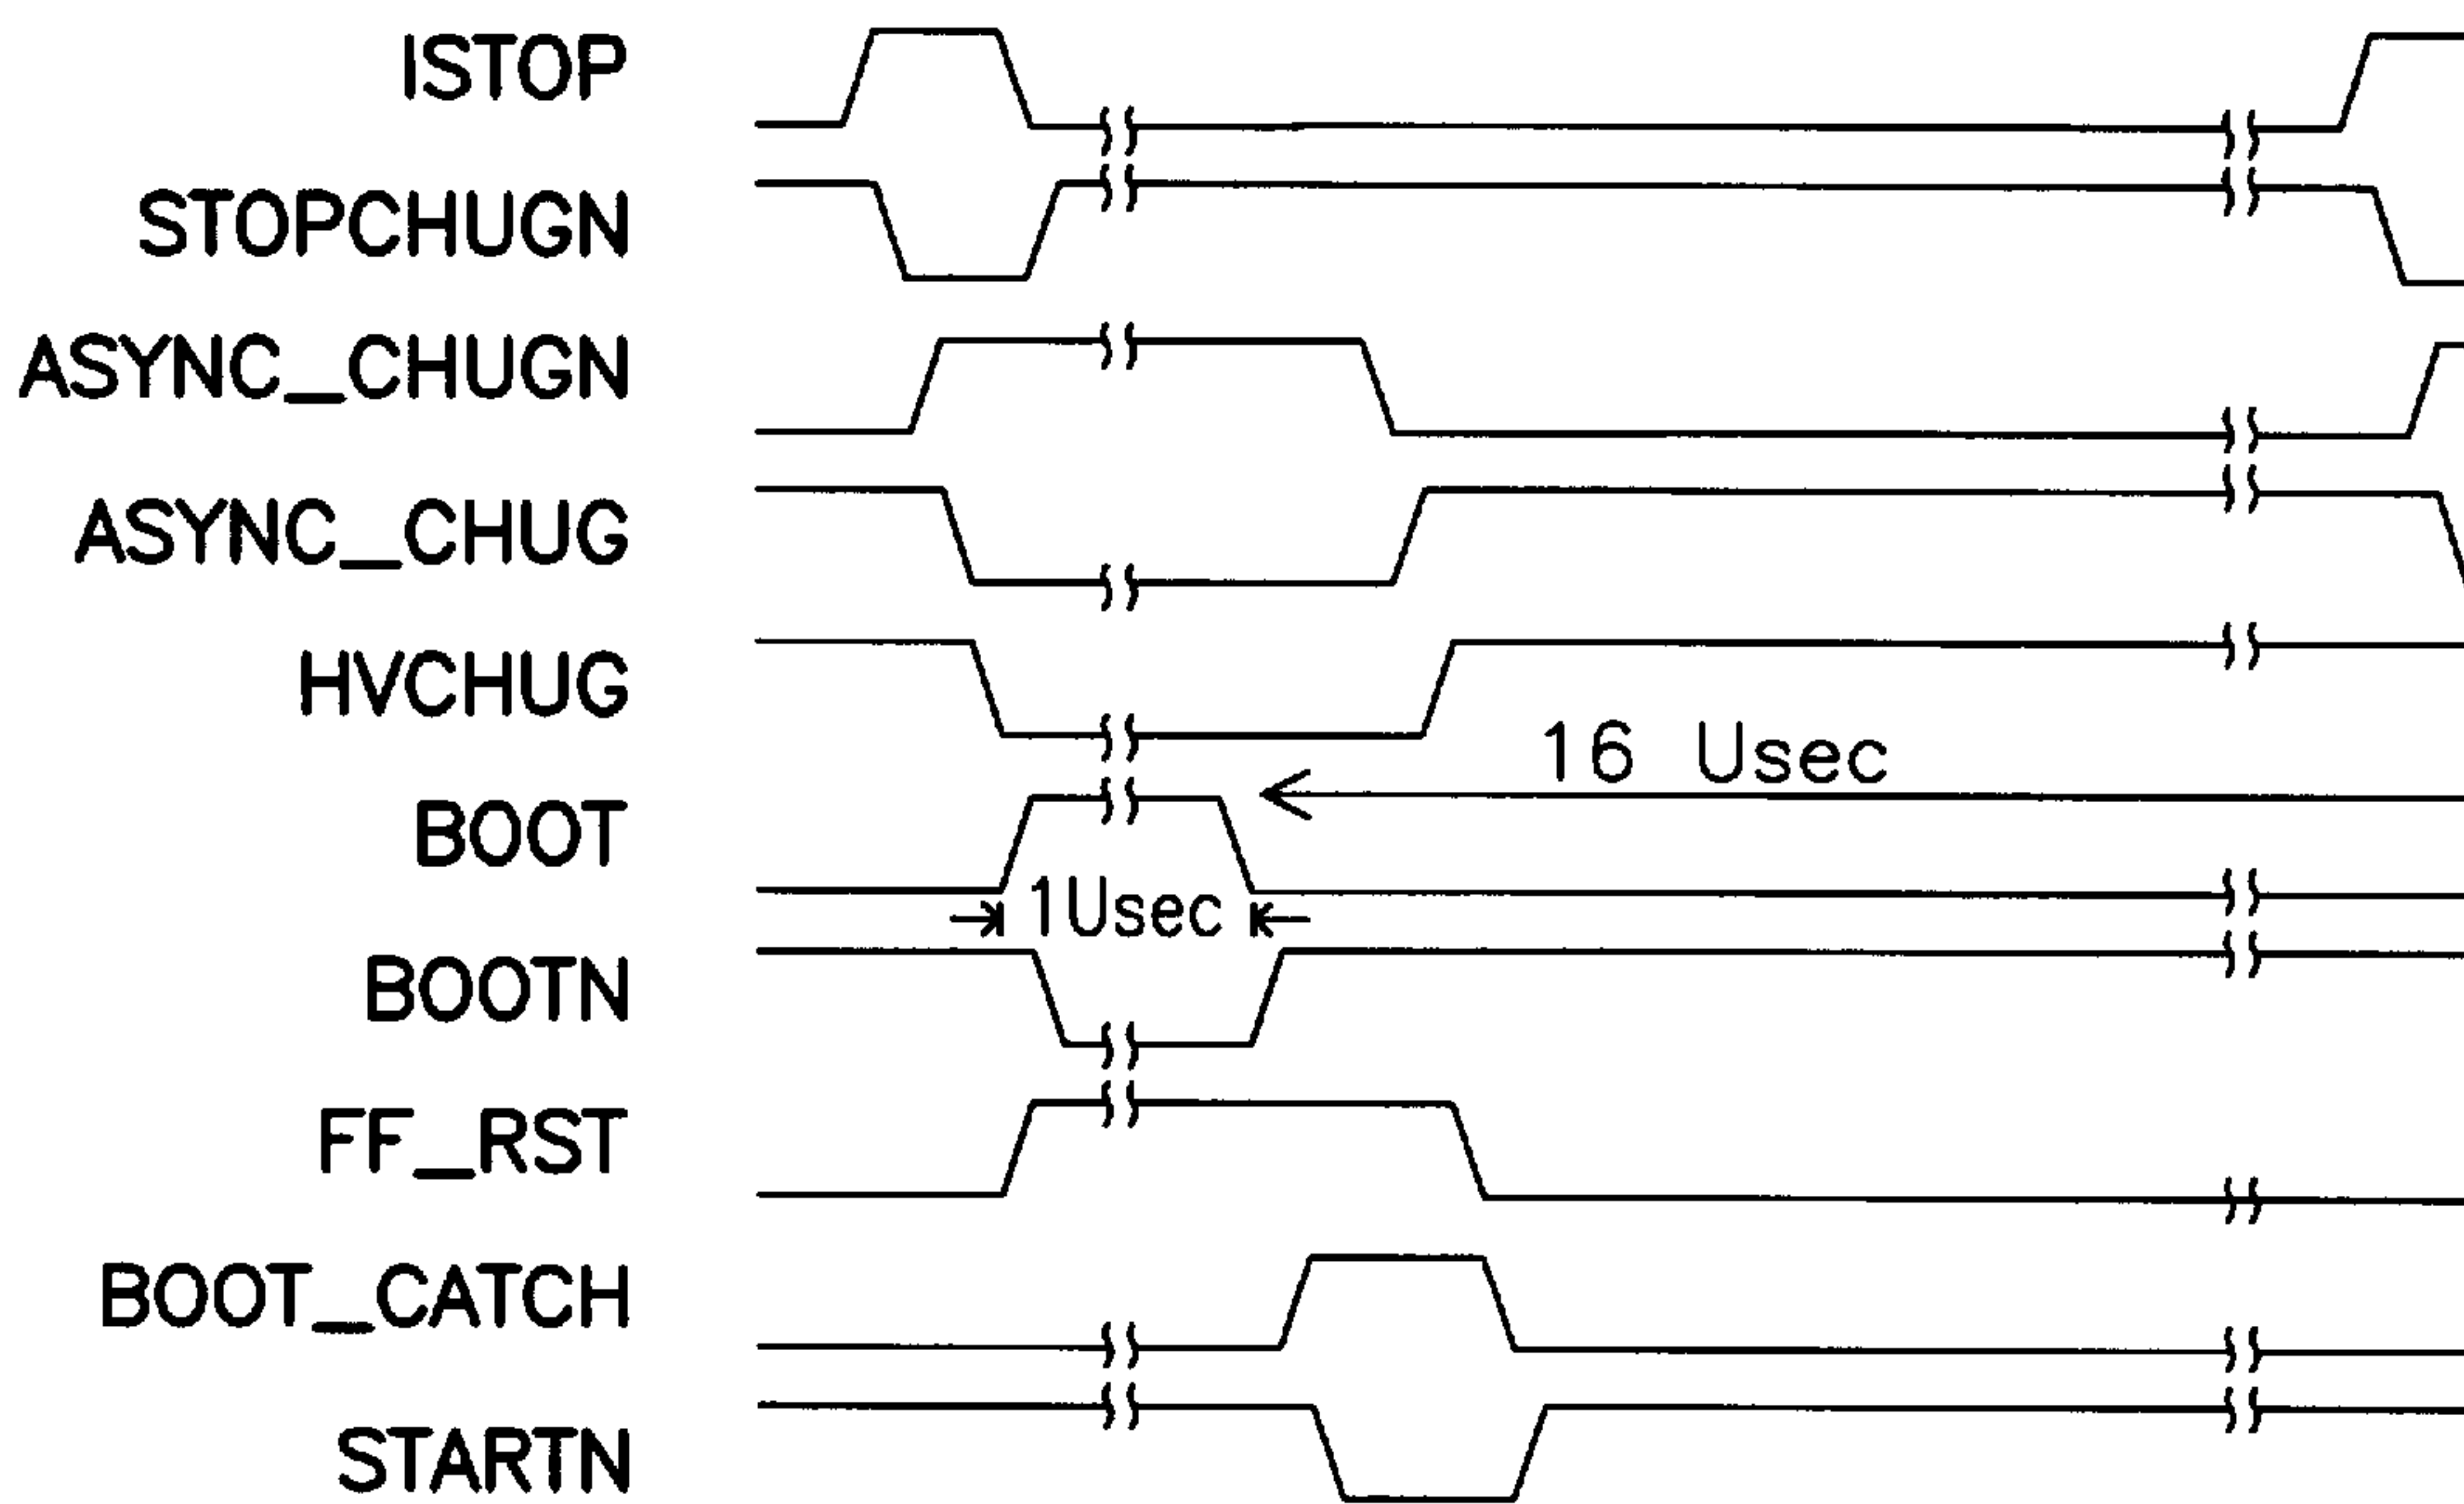 ISTOP
STOPCHUGN
ASYNC_CHUGN
ASYNC_CHUG
HVCHUG
16 Usec
BOOT
1Usec
BOOTN
FF_RST
BOOT_CATCH
STARTN